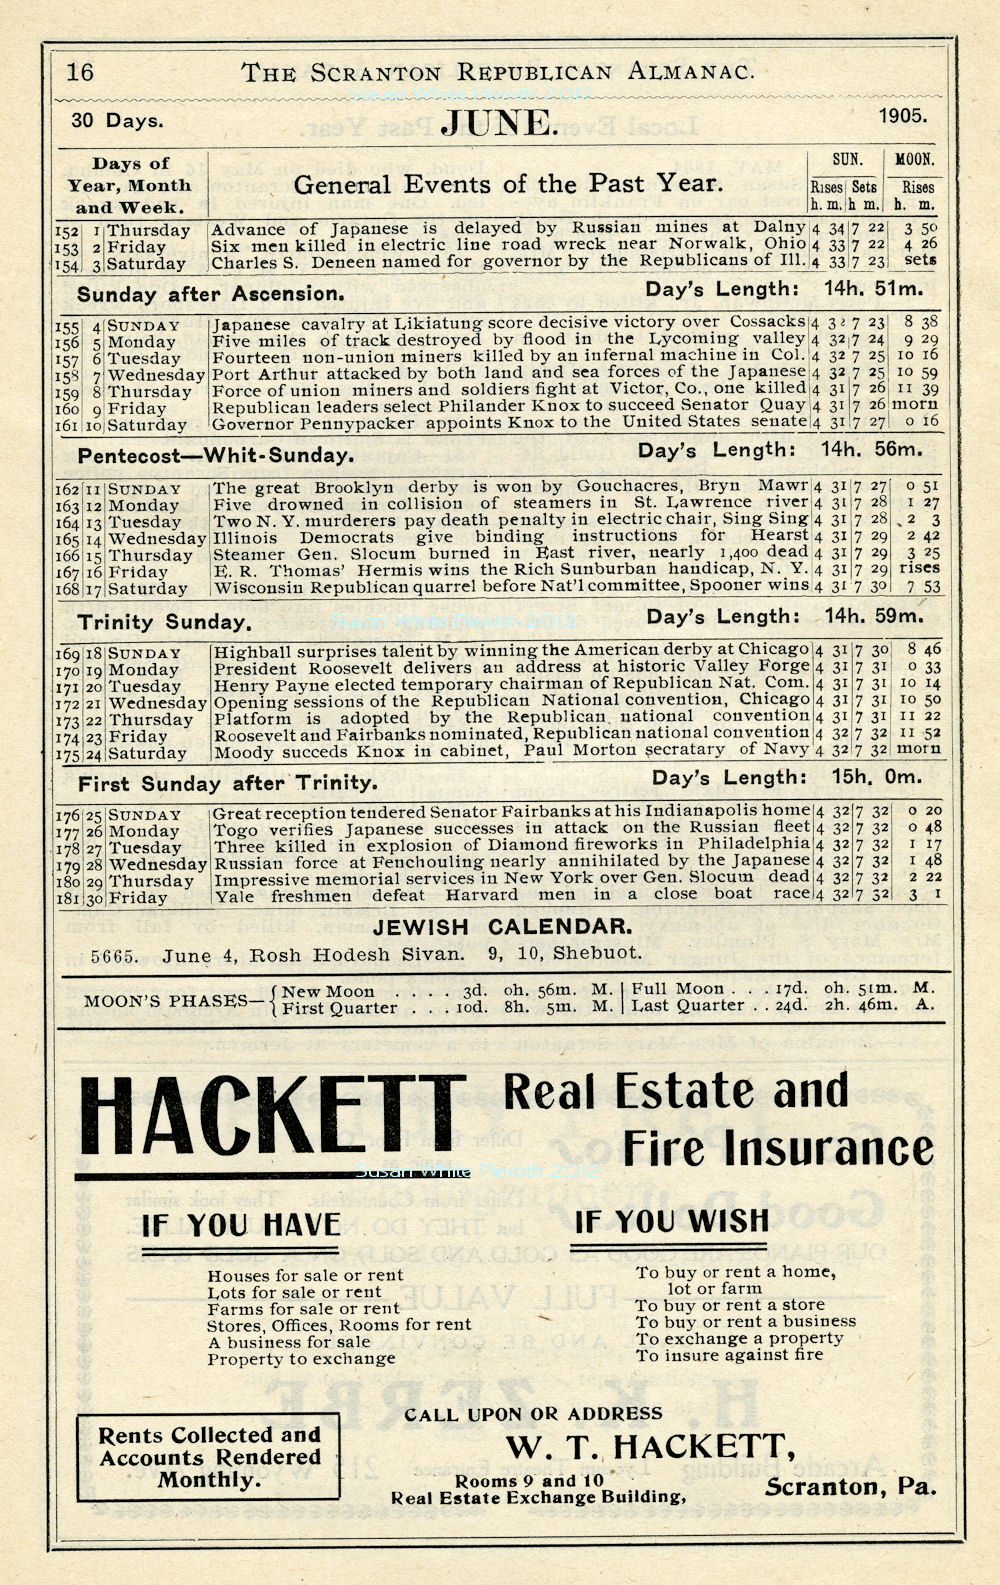 16 THE SCRANTON REPUBLICAN ALMANAC.
30 Days. JUNE. 1905.
Days of Year, Month and Week. General Events of the Past Year. SUN. MOON.
Rises Sets Rises
h. m. h. m. h. m.
152 1 Thursday Advance of Japanese is delayed by Russian mines at Dalny 4 34 7 22 3 50
153 2 Friday Six men killed in electric line road wreck near Norwalk, Ohio 4 33 7 22 4 26
154 3 Saturday Charles S. Deneen named for governor by the Republicans of Ill. 4 33 7 23 sets
Sunday after Ascension. Day's Length: 14h. 51m.
155 4 SUNDAY Japanese cavalry at Likiatung score decisive victory over Cossacks 4 32 7 23 8 38
156 5 Monday Five miles of track destroyed by flood in the Lycoming valley 4 32 7 24 9 29
157 6 Tuesday Fourteen non-union miners killed by an infernal machine in Col. 4 32 7 25 10 16
158 7 Wednesday Port Arthur attacked by both land and sea forces of the Japanese 4 32 7 25 10 59
159 8 Thursday Force of union miners and soldiers fight at Victor, Co., one killed 4 31 7 26 11 39
160 9 Friday Republican leaders select Philander Knox to succeed Senator Quay 4 31 7 26 morn
161 10 Saturday Governor Pennypacker appoints Knox to the United States senate 4 31 7 27 0 16
Pentecost—Whit-Sunday. Day's Length: 14h. 56m.
162 11 SUNDAY The great Brooklyn derby is won by Gouchacres, Bryn Mawr 4 31 7 27 0 51
163 12 Monday Five drowned in collision of steamers in St. Lawrence river 4 31 7 28 1 27
164 13 Tuesday Two N. Y. murderers pay death penalty in electric chair, Sing Sing 4 31 7 28 2 3
165 14 Wednesday Illinois Democrats give binding instructions for Hearst 4 31 7 29 2 42
166 15 Thursday Steamer Gen. Slocum burned in East river, nearly 1,400 dead 4 31 7 29 3 25
167 16 Friday E. R. Thomas' Hermis wins the Rich Sunburban handicap, N. Y. 4 31 7 29 rises
168 17 Saturday Wisconsin Republican quarrel before Nat'l committee, Spooner wins 4 31 7 30 7 53
Trinity Sunday. Day's Length: 14h. 59m.
169 18 SUNDAY Highball surprises talent by winning the American derby at Chicago 4 31 7 30 8 46
170 19 Monday President Roosevelt delivers an address at historic Valley Forge 4 31 7 31 0 33
171 20 Tuesday Henry Payne elected temporary chairman of Republican Nat. Com. 4 31 7 31 10 14
172 21 Wednesday Opening sessions of the Republican National convention, Chicago 4 31 7 31 10 50
173 22 Thursday Platform is adopted by the Republican national convention 4 31 7 31 11 22
174 23 Friday Roosevelt and Fairbanks nominated, Republican national convention 4 32 7 32 11 52
175 24 Saturday Moody succeds Knox in cabinet, Paul Morton secratary of Navy 4 32 7 32 morn
First Sunday after Trinity. Day's Length: 15h. 0m.
176 25 SUNDAY Great reception tendered Senator Fairbanks at his Indianapolis home 4 32 7 32 0 20
177 26 Monday Togo verifies Japanese successes in attack on the Russian fleet 4 32 7 32 0 48
178 27 Tuesday Three killed in explosion of Diamond fireworks in Philadelphia 4 32 7 32 1 17
179 28 Wednesday Russian force at Fenchouling nearly annihilated by the Japanese 4 32 7 32 1 48
180 29 Thursday Impressive memorial services in New York over Gen. Slocum dead 4 32 7 32 2 22
181 30 Friday Yale freshmen defeat Harvard men in a close boat race 4 32 7 32 3 1
JEWISH CALENDAR.
5665. June 4, Rosh Hodesh Sivan. 9, 10, Shebuot.
MOON'S PHASES— New Moon . . . . 3d. 0h. 56m. M. Full Moon . . . 17d. 0h. 51m. M.
First Quarter . . . 10d. 8h. 5m. M. Last Quarter . . 24d. 2h. 46m. A.
HACKETT Real Estate and
Fire Insurance
Susan White Pieroth 2012
IF YOU HAVE
Houses for sale or rent
Lots for sale or rent
Farms for sale or rent
Stores, Offices, Rooms for rent
A business for sale
Property to exchange
IF YOU WISH
To buy or rent a home,
lot or farm
To buy or rent a store
To buy or rent a business
To exchange a property
To insure against fire
Rents Collected and
Accounts Rendered
Monthly.
CALL UPON OR ADDRESS
W. T. HACKETT,
Rooms 9 and 10
Real Estate Exchange Building,
Scranton, Pa.